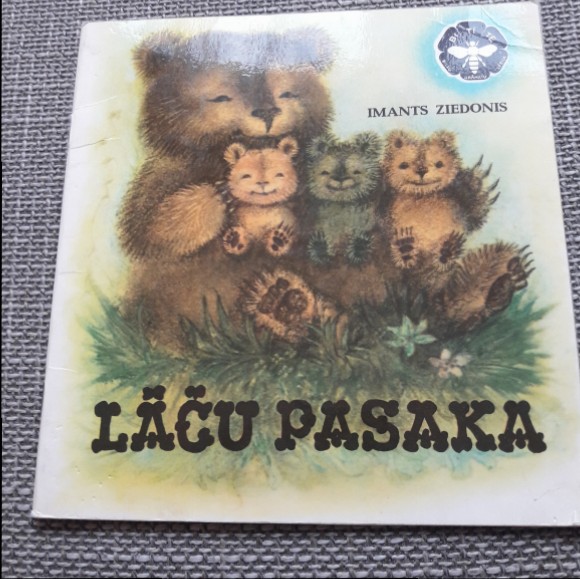 IMANTS ZIEDONIS
LĀČU PASAKA